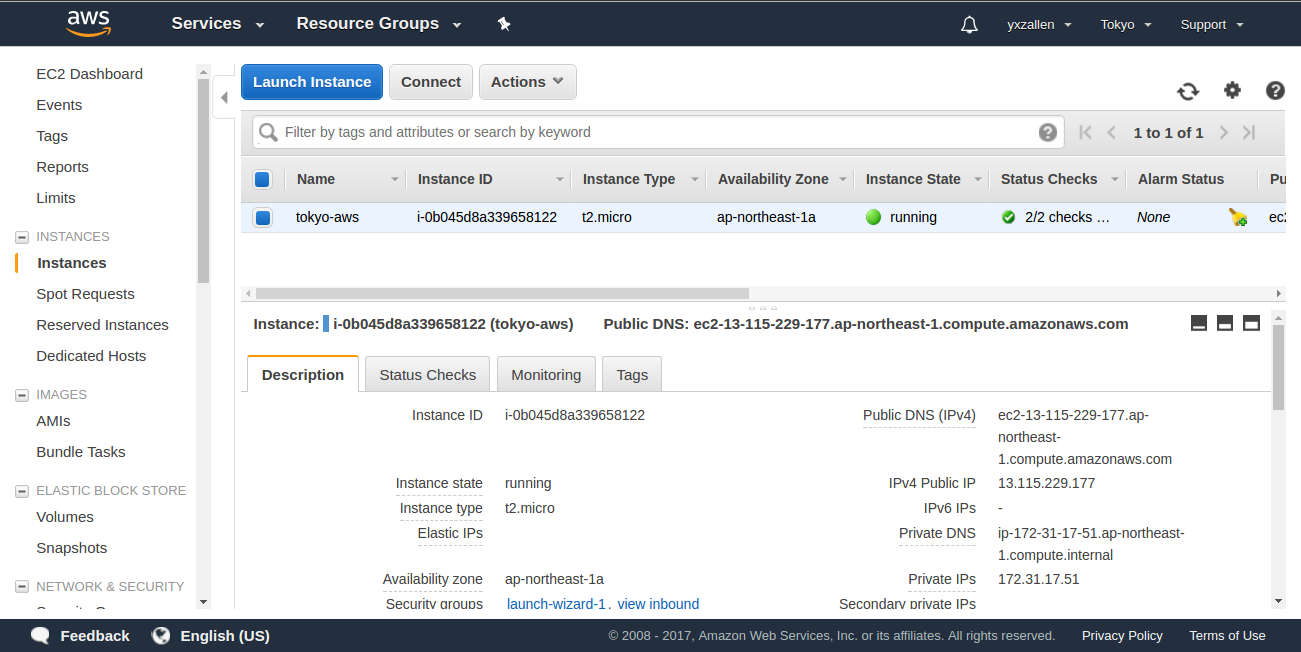 aws Services Resource Groups yxzallen Tokyo Support
EC2 Dashboard
Events
Tags
Reports
Limits
INSTANCES
Instances
Spot Requests
Reserved Instances
Dedicated Hosts
IMAGES
AMIs
Bundle Tasks
ELASTIC BLOCK STORE
Volumes
Snapshots
NETWORK & SECURITY
Launch Instance Connect Actions
Filter by tags and attributes or search by keyword 1 to 1 of 1
Name Instance ID Instance Type Availability Zone Instance State Status Checks Alarm Status Pu
tokyo-aws i-0b045d8a339658122 t2.micro ap-northeast-1a running 2/2 checks … None ec2
Instance: i-0b045d8a339658122 (tokyo-aws) Public DNS: ec2-13-115-229-177.ap-northeast-1.compute.amazonaws.com
Description Status Checks Monitoring Tags
Instance ID i-0b045d8a339658122
Instance state running
Instance type t2.micro
Elastic IPs
Availability zone ap-northeast-1a
Security groups launch-wizard-1. view inbound
Public DNS (IPv4) ec2-13-115-229-177.ap-
northeast-
1.compute.amazonaws.com
IPv4 Public IP 13.115.229.177
IPv6 IPs -
Private DNS ip-172-31-17-51.ap-northeast-
1.compute.internal
Private IPs 172.31.17.51
Secondary private IPs
Feedback English (US) © 2008 - 2017, Amazon Web Services, Inc. or its affiliates. All rights reserved. Privacy Policy Terms of Use